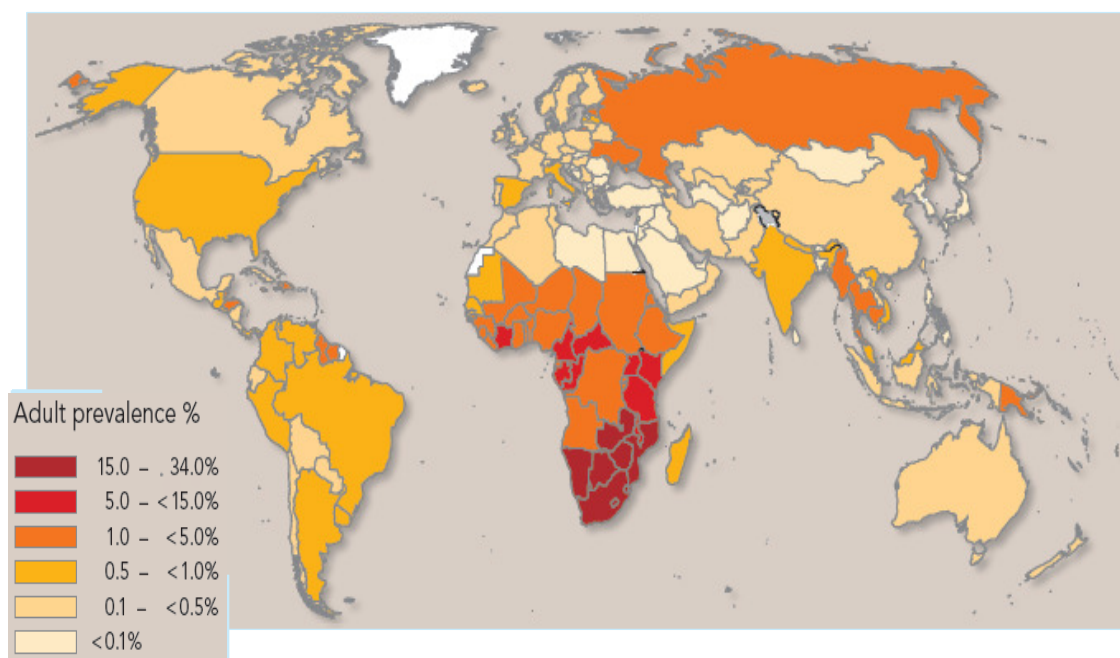 Adult prevalence %
15.0 – . 34.0%
5.0 – <15.0%
1.0 – <5.0%
0.5 – <1.0%
0.1 – <0.5%
<0.1%